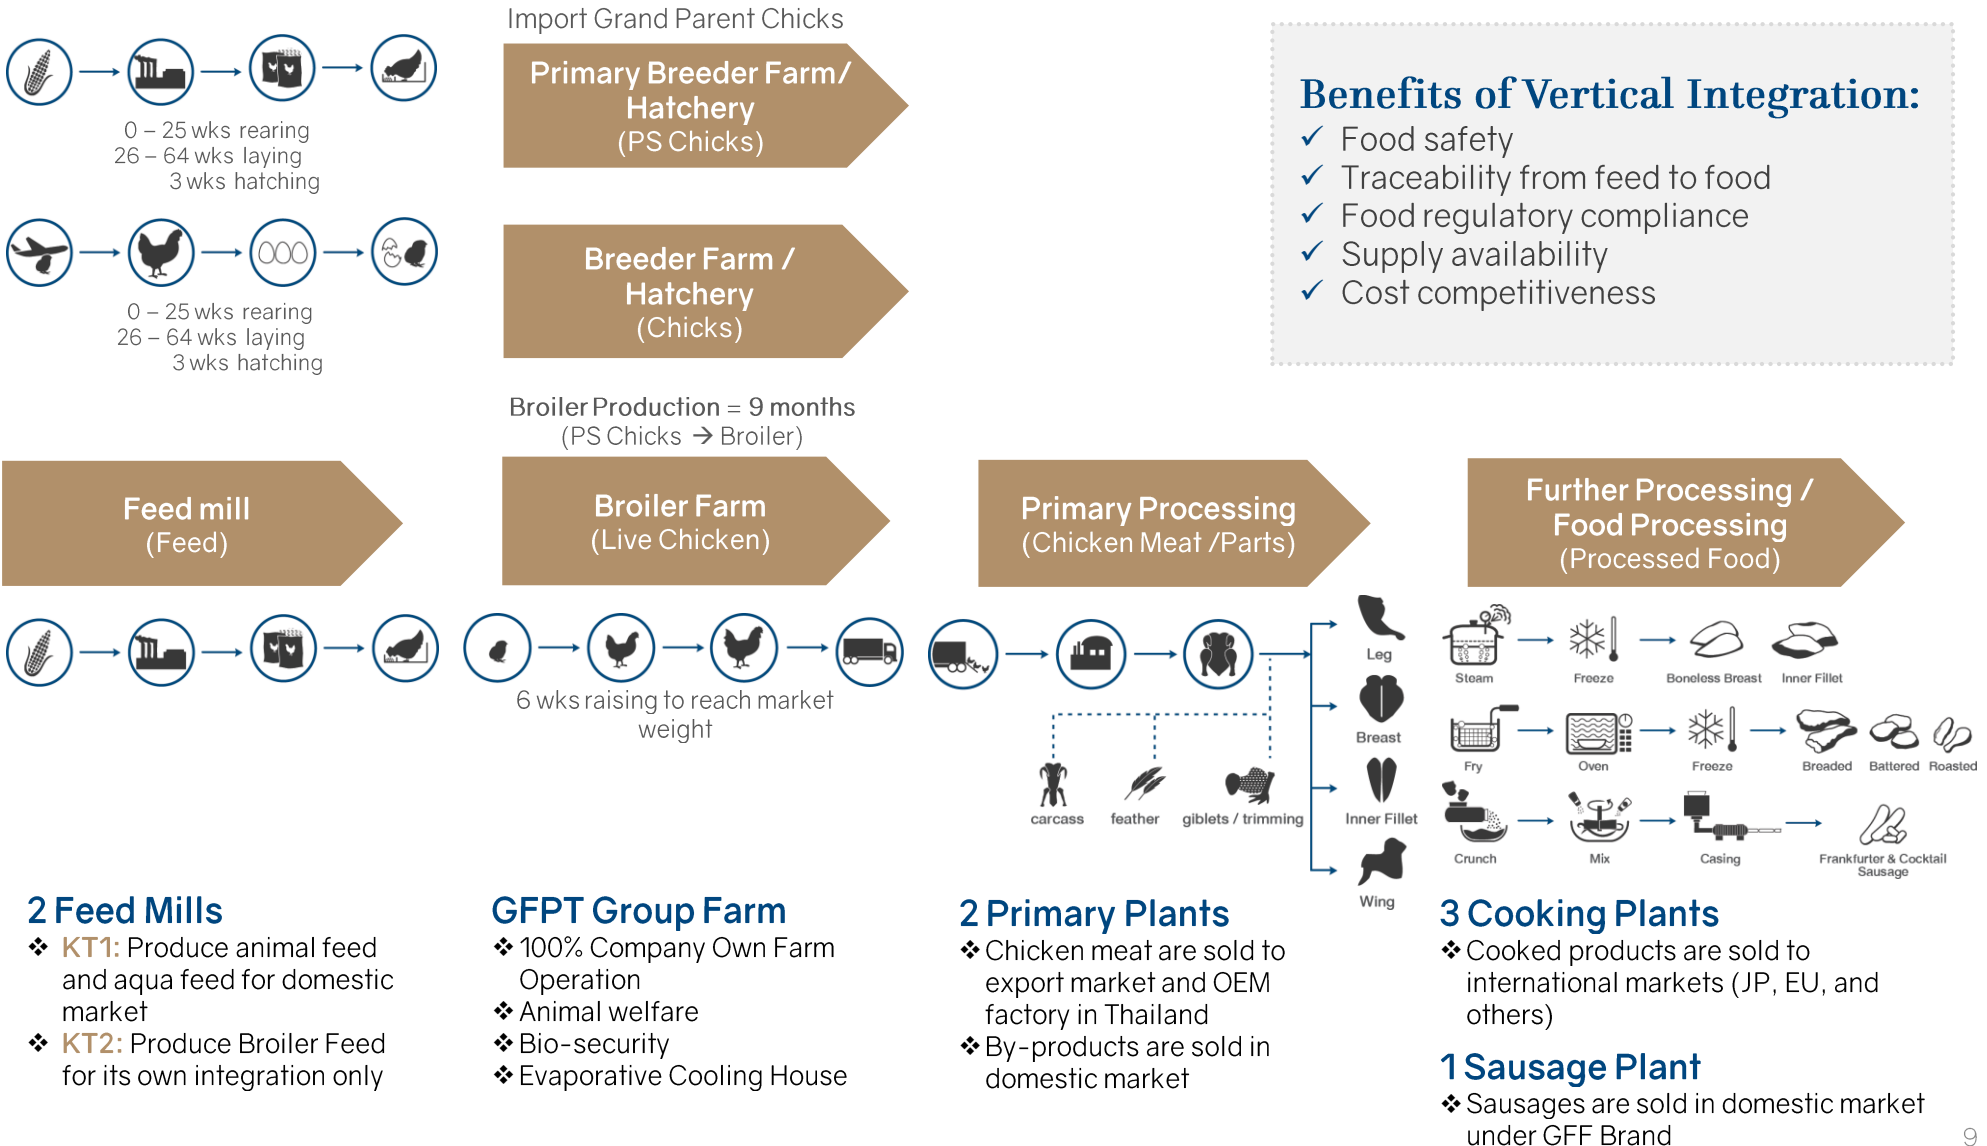 Import Grand Parent Chicks
Primary Breeder Farm/
Hatchery
(PS Chicks)
0 – 25 wks rearing
26 – 64 wks laying
3 wks hatching
Breeder Farm /
Hatchery
(Chicks)
0 – 25 wks rearing
26 – 64 wks laying
3 wks hatching
Benefits of Vertical Integration:
✓ Food safety
✓ Traceability from feed to food
✓ Food regulatory compliance
✓ Supply availability
✓ Cost competitiveness
Broiler Production = 9 months
(PS Chicks → Broiler)
Feed mill
(Feed)
Broiler Farm
(Live Chicken)
Primary Processing
(Chicken Meat /Parts)
Further Processing /
Food Processing
(Processed Food)
6 wks raising to reach market
weight
Leg
Breast
Inner Fillet
Wing
carcass
feather
giblets / trimming
Steam
Freeze
Boneless Breast
Inner Fillet
Fry
Oven
Freeze
Breaded
Battered
Roasted
Crunch
Mix
Casing
Frankfurter & Cocktail
Sausage
2 Feed Mills
❖ KT1: Produce animal feed
and aqua feed for domestic
market
❖ KT2: Produce Broiler Feed
for its own integration only
GFPT Group Farm
❖ 100% Company Own Farm
Operation
❖ Animal welfare
❖ Bio-security
❖ Evaporative Cooling House
2 Primary Plants
❖ Chicken meat are sold to
export market and OEM
factory in Thailand
❖ By-products are sold in
domestic market
3 Cooking Plants
❖ Cooked products are sold to
international markets (JP, EU, and
others)
1 Sausage Plant
❖ Sausages are sold in domestic market
under GFF Brand
9